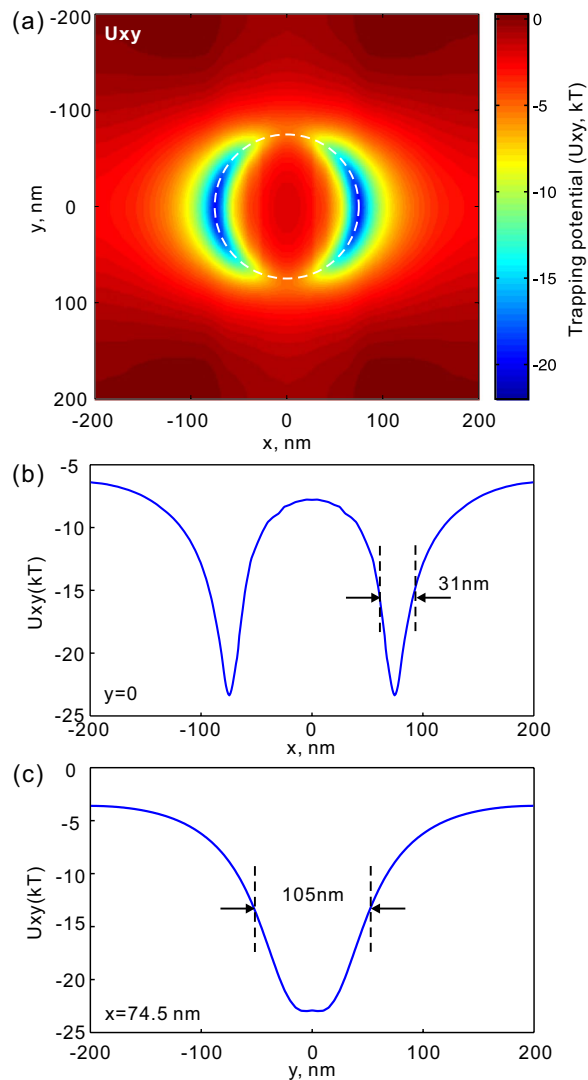 (a)
Uxy
-200
-100
0
100
200
y, nm
-200 -100 0 100 200
x, nm
0
-5
-10
-15
-20
Trapping potential (Uxy, kT)
(b)
-5
-10
-15
-20
-25
Uxy(kT)
31nm
y=0
-200 -100 0 100 200
x, nm
(c)
0
-5
-10
-15
-20
-25
Uxy(kT)
105nm
x=74.5 nm
-200 -100 0 100 200
y, nm